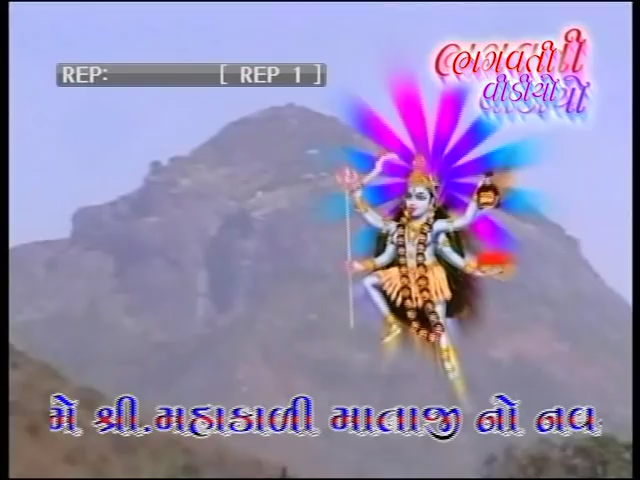 ભગવતી
વીડીયો
REP: [ REP 1 ]
મે શ્રી.મહાકાળી માતાજી નો નવ